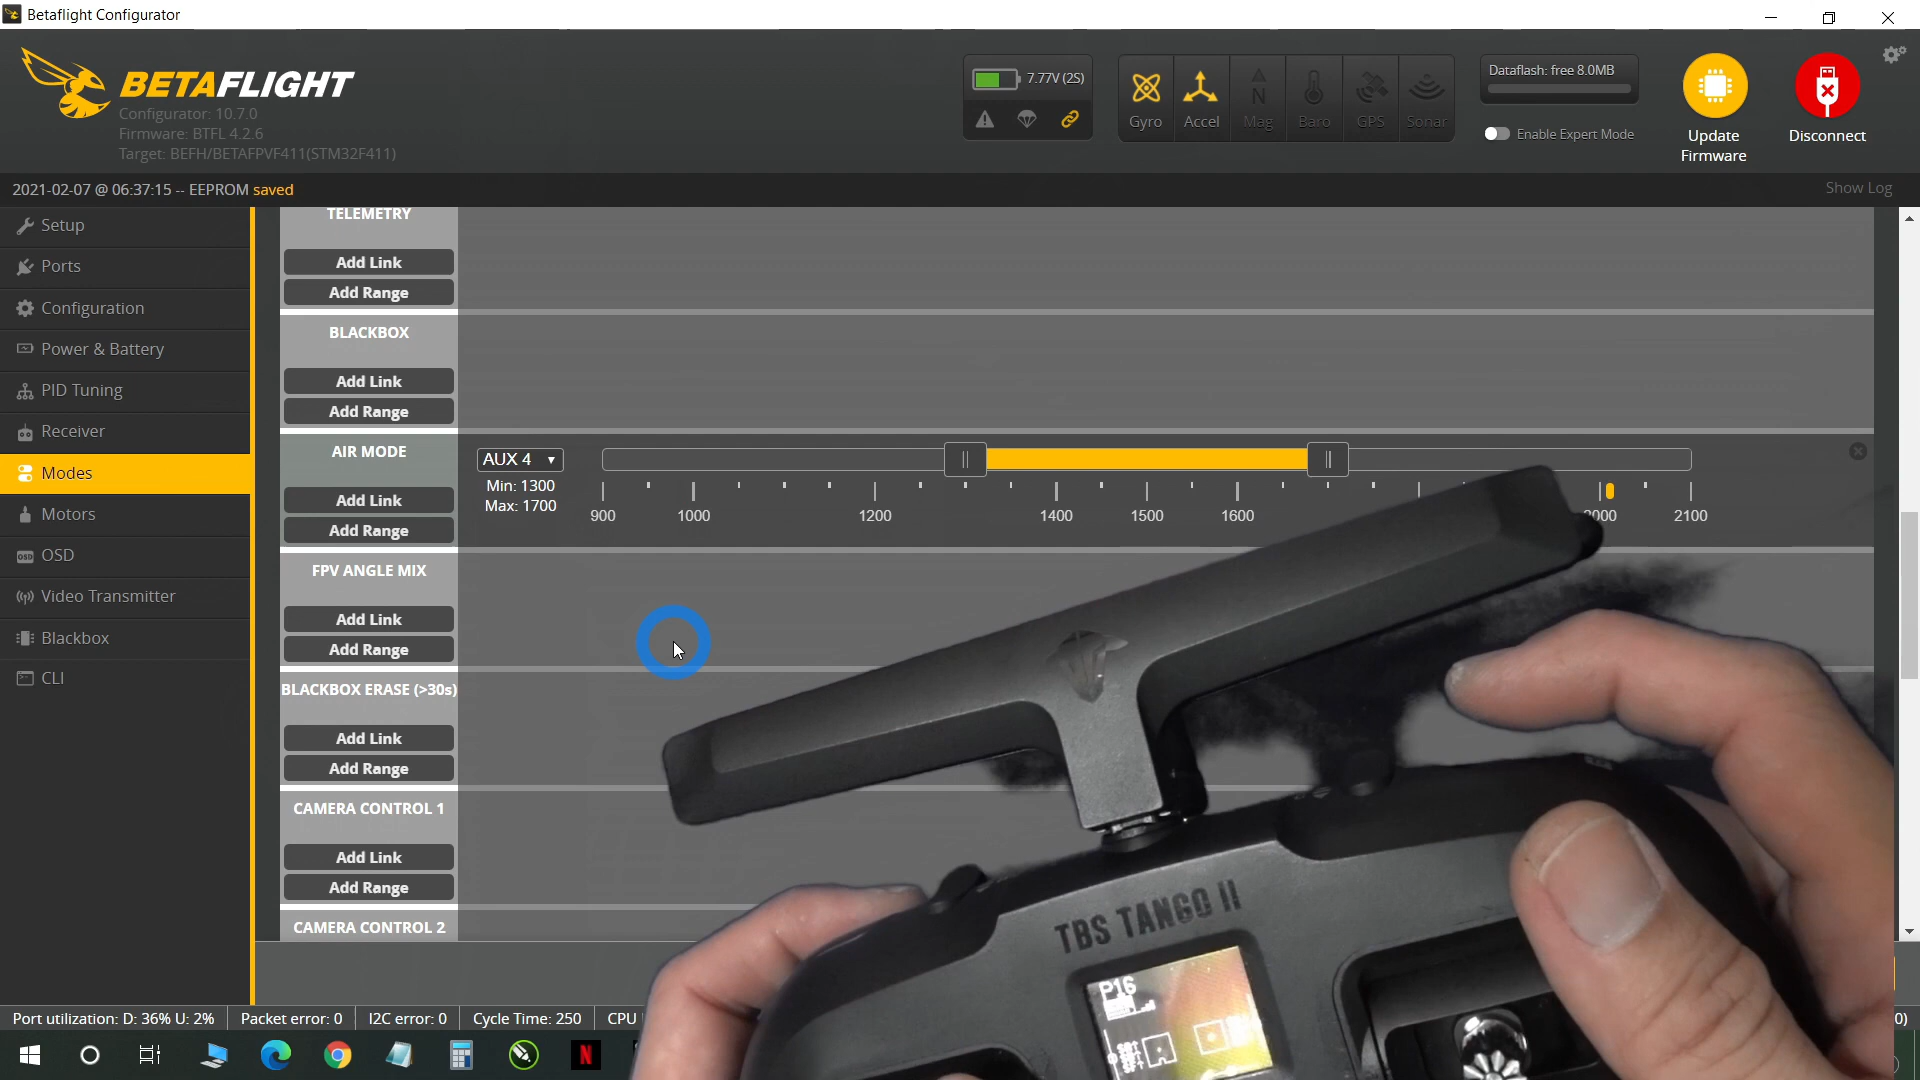 Betaflight Configurator
BETAFLIGHT
Configurator: 10.7.0
Firmware: BTFL 4.2.6
Target: BEFH/BETAFPVF411(STM32F411)
7.77V (2S)
Gyro
Accel
Mag
Baro
GPS
Sonar
Dataflash: free 8.0MB
Enable Expert Mode
Update Firmware
Disconnect
2021-02-07 @ 06:37:15 -- EEPROM saved
Show Log
Setup
Ports
Configuration
Power & Battery
PID Tuning
Receiver
Modes
Motors
OSD
Video Transmitter
Blackbox
CLI
TELEMETRY
Add Link
Add Range
BLACKBOX
Add Link
Add Range
AIR MODE
Add Link
Add Range
AUX 4
Min: 1300
Max: 1700
900 1000 1200 1400 1500 1600 2000 2100
FPV ANGLE MIX
Add Link
Add Range
BLACKBOX ERASE (>30s)
Add Link
Add Range
CAMERA CONTROL 1
Add Link
Add Range
CAMERA CONTROL 2
TBS TANGO II
P16
Port utilization: D: 36% U: 2%
Packet error: 0
I2C error: 0
Cycle Time: 250
CPU